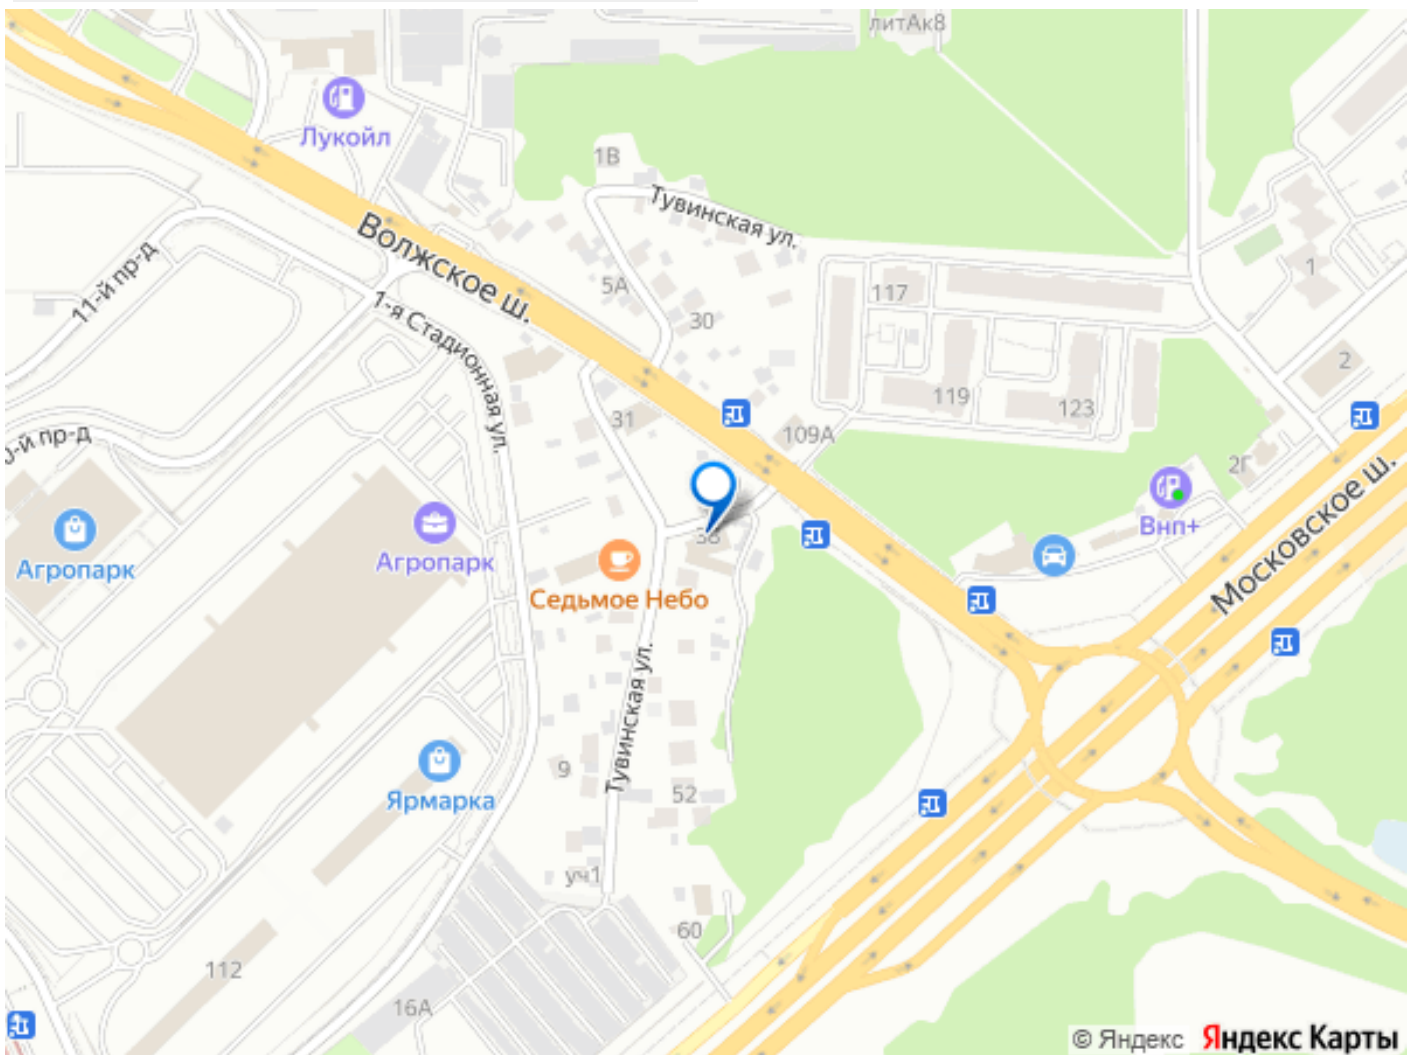 литАк8
Лукойл
1В
Тувинская ул.
Волжское ш.
11-й пр-д
5А
117
1
1-я Стадионная ул.
30
2
119
123
31
109А
й пр-д
2Г
Московское ш.
Внп+
Агропарк
Агропарк
Седьмое Небо
Тувинская ул.
9
52
Ярмарка
уч1
60
112
16А
© Яндекс Яндекс Карты